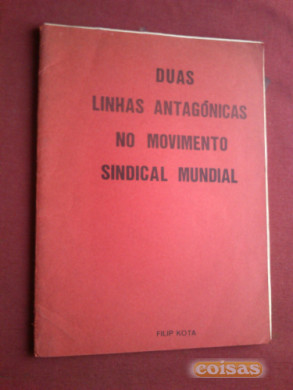 DUAS
LINHAS ANTAGÓNICAS
NO MOVIMENTO
SINDICAL MUNDIAL
FILIP KOTA
coisas